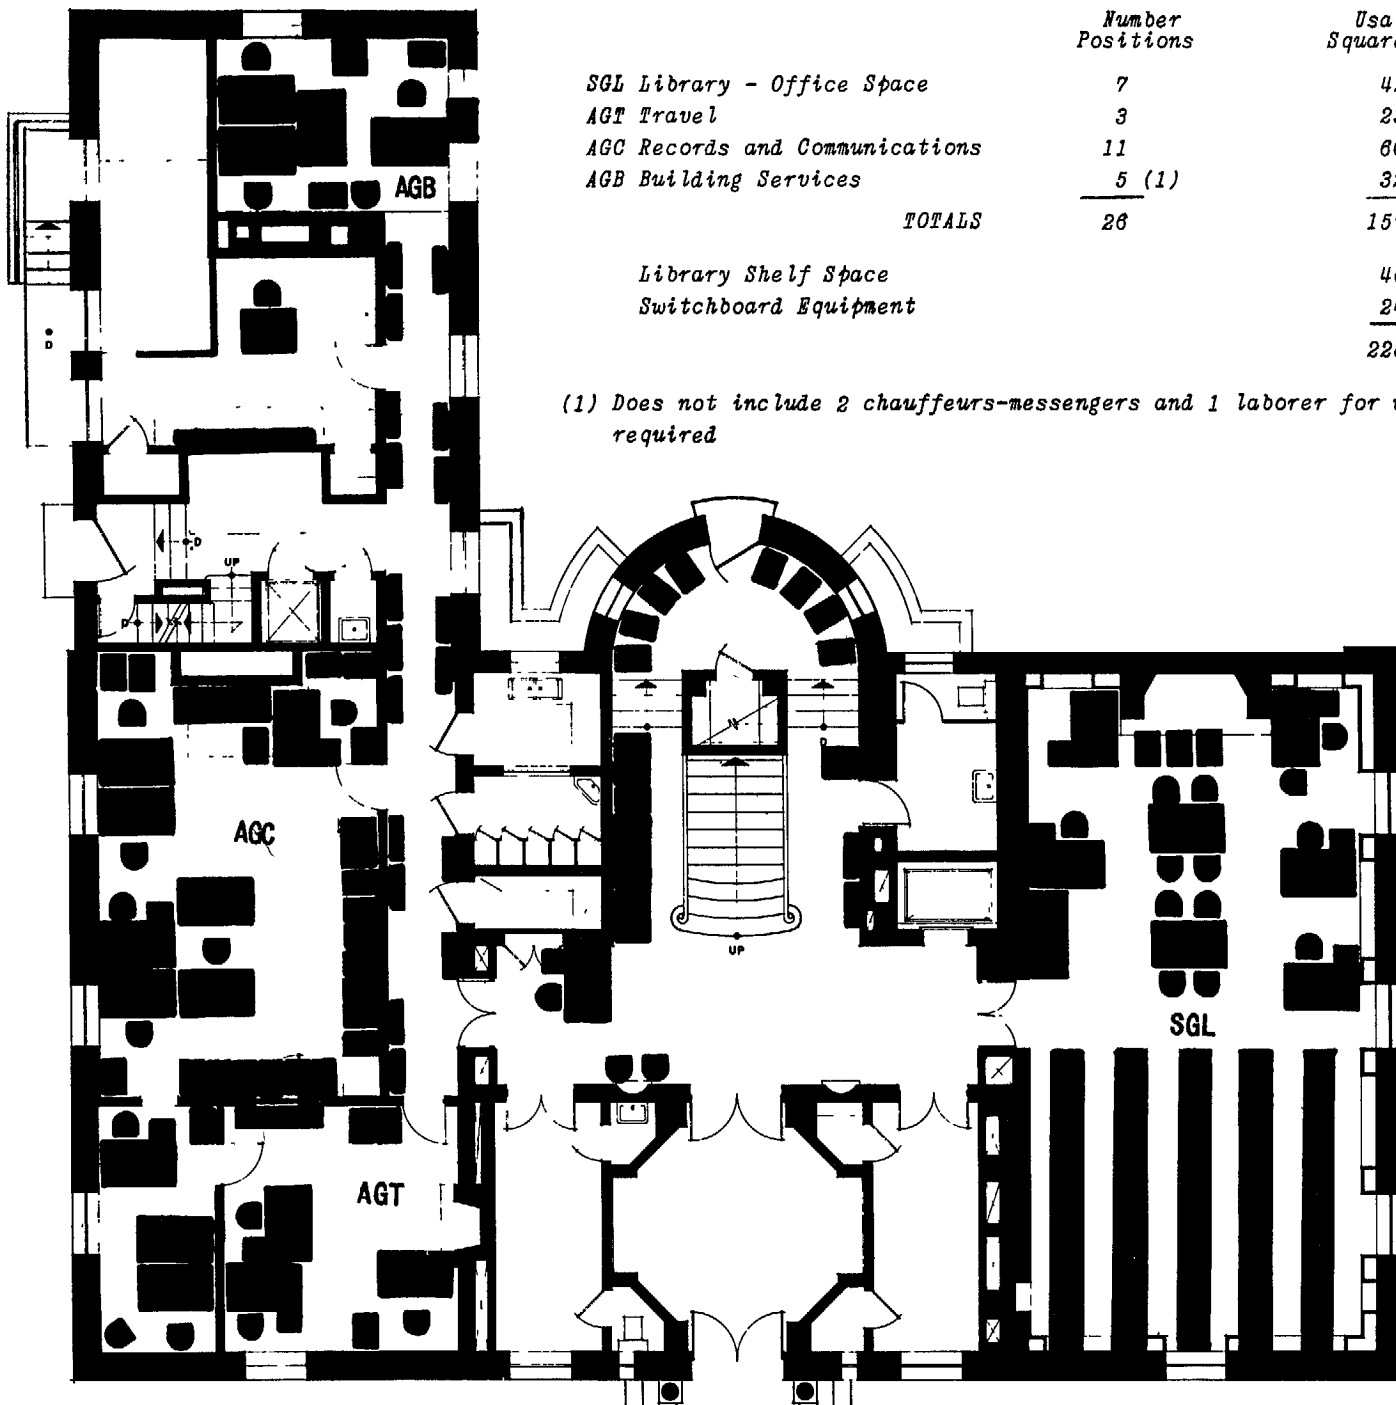 Number
Positions
SGL Library - Office Space 7
AGT Travel 3
AGC Records and Communications 11
AGB Building Services 5 (1)
TOTALS 26
Library Shelf Space
Switchboard Equipment
(1) Does not include 2 chauffeurs-messengers and 1 laborer for
required
AGB
D
D
UP
D
D
AGC
UP
SGL
AGT